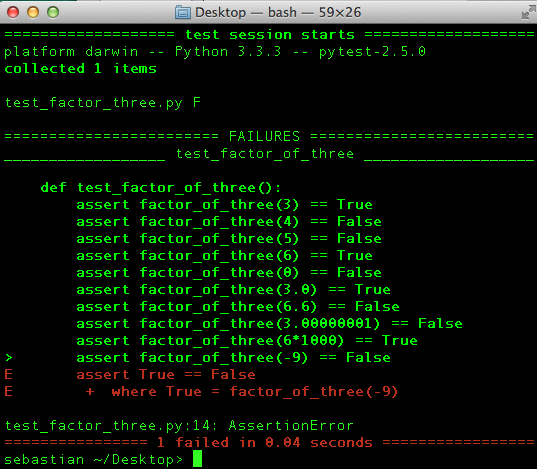 Desktop — bash — 59×26
=================== test session starts ===================
platform darwin -- Python 3.3.3 -- pytest-2.5.0
collected 1 items
test_factor_three.py F
======================== FAILURES =========================
__________________ test_factor_of_three ___________________
    def test_factor_of_three():
        assert factor_of_three(3) == True
        assert factor_of_three(4) == False
        assert factor_of_three(5) == False
        assert factor_of_three(6) == True
        assert factor_of_three(0) == False
        assert factor_of_three(3.0) == True
        assert factor_of_three(6.6) == False
        assert factor_of_three(3.00000001) == False
        assert factor_of_three(6*1000) == True
>       assert factor_of_three(-9) == False
E       assert True == False
E        +  where True = factor_of_three(-9)
test_factor_three.py:14: AssertionError
================ 1 failed in 0.04 seconds =================
sebastian ~/Desktop>